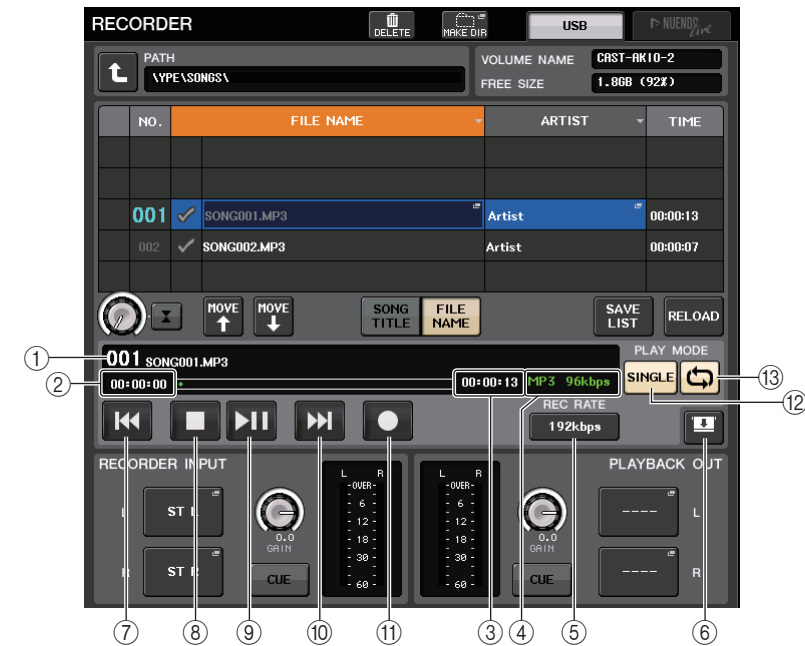 RECORDER DELETE MAKE DIR USB NUENDO Live
PATH
\YPE\SONGS\
VOLUME NAME CAST-AKIO-2
FREE SIZE 1.8GB (92%)
NO. FILE NAME ARTIST TIME
001 SONG001.MP3 Artist 00:00:13
002 SONG002.MP3 Artist 00:00:07
MOVE MOVE SONG TITLE FILE NAME SAVE LIST RELOAD
① 001 SONG001.MP3 PLAY MODE
② 00:00:00 00:00:13 MP3 96kbps SINGLE ⑬
⑫
REC RATE
192kbps
RECORDER INPUT L R L R PLAYBACK OUT
-OVER- -OVER-
L ST L - 6 - - 6 - ---- L
- 12 - - 12 -
0.0 - 18 - - 18 - 0.0
GAIN - 30 - - 30 - GAIN
R ST R CUE - 60 - - 60 - CUE ---- R
⑦ ⑧ ⑨ ⑩ ⑪ ③ ④ ⑤ ⑥